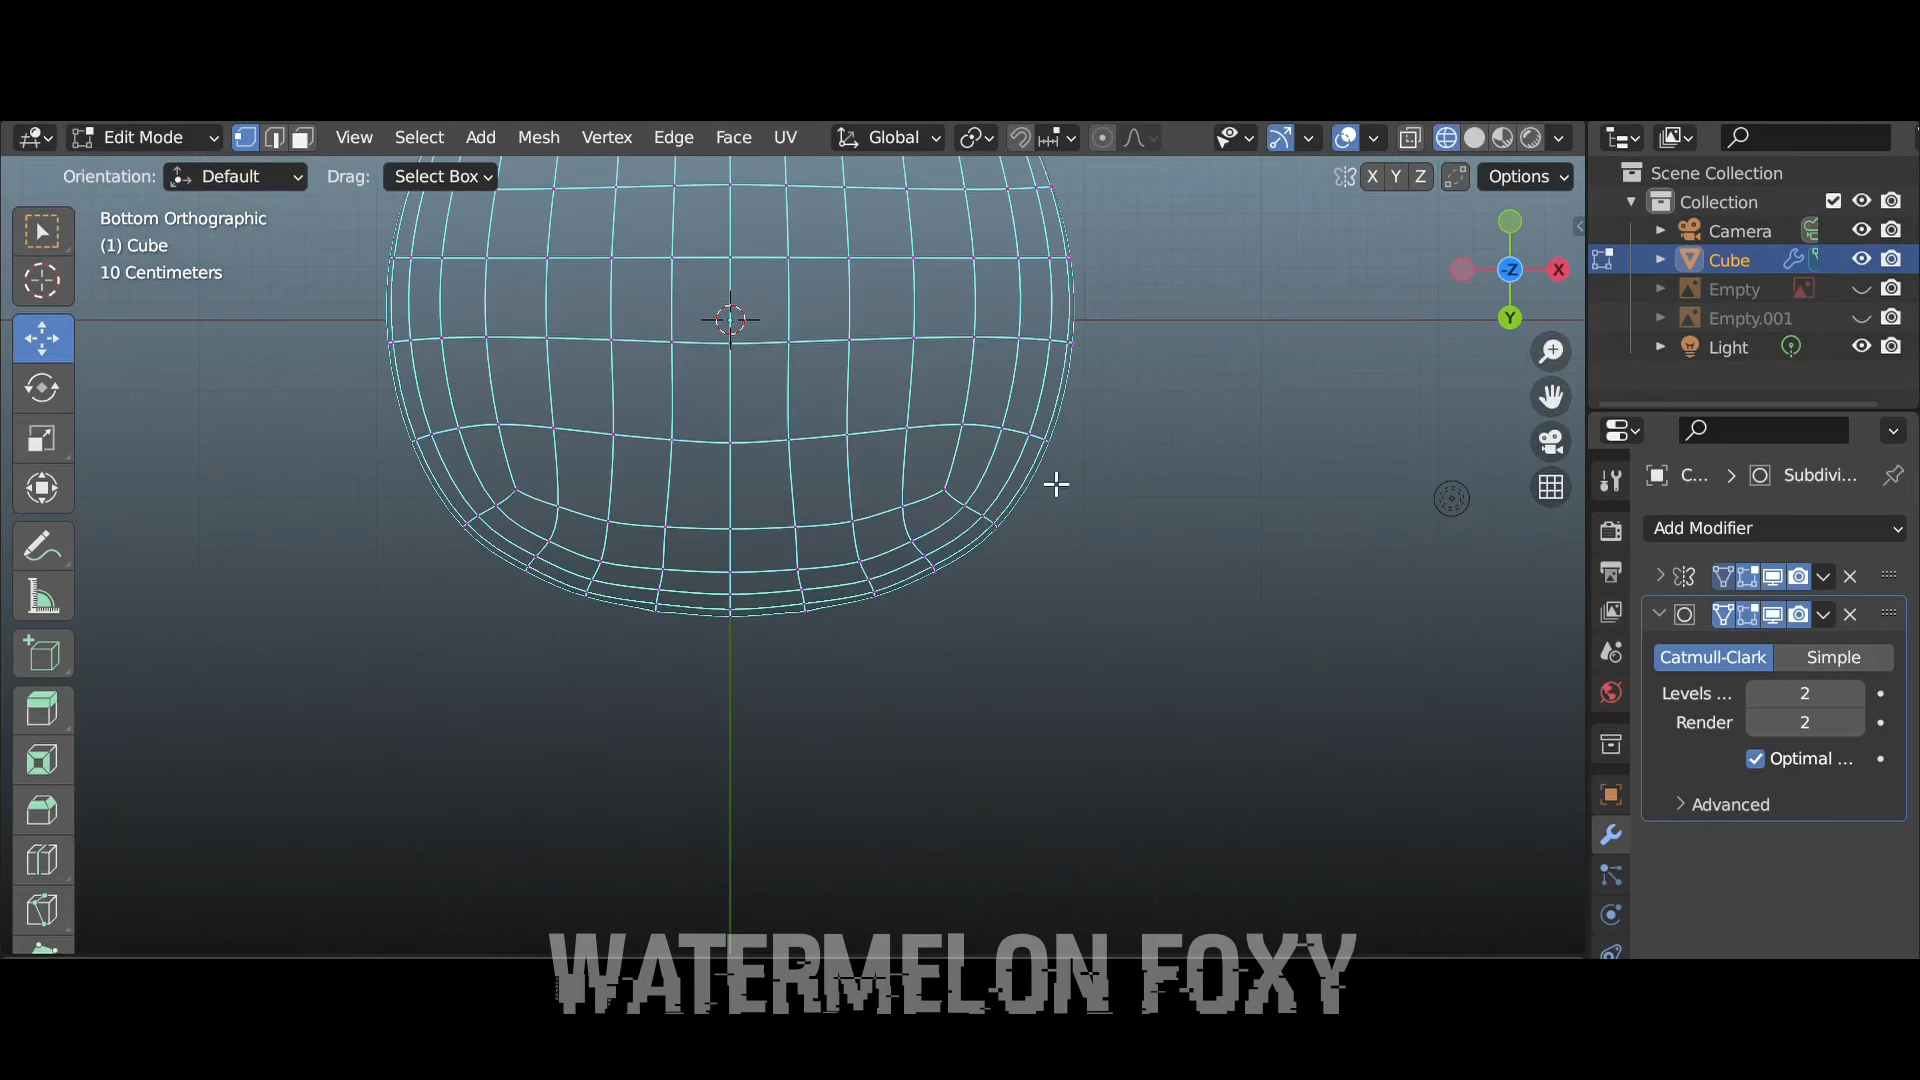 Edit Mode View Select Add Mesh Vertex Edge Face UV Global
Orientation: Default Drag: Select Box X Y Z Options
Bottom Orthographic
(1) Cube
10 Centimeters
-Z X
Y
Scene Collection
Collection
Camera
Cube
Empty
Empty.001
Light
C... Subdivi...
Add Modifier
Catmull-Clark Simple
Levels ... 2
Render 2
Optimal ...
Advanced
WATERMELON FOXY